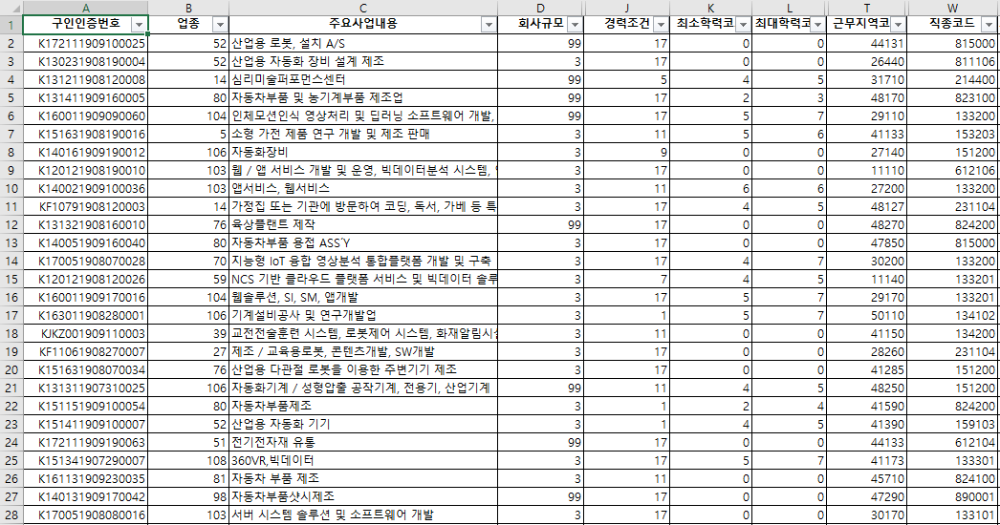 A B C D J K L T W
1 구인인증번호 업종 주요사업내용 회사규모 경력조건 최소학력코 최대학력코 근무지역코 직종코드
2 K172111909100025 52 산업용 로봇, 설치 A/S 99 17 0 0 44131 815000
3 K130231908190004 52 산업용 자동화 장비 설계 제조 3 17 0 0 26440 811106
4 K131211908120008 14 심리미술퍼포먼스센터 99 5 4 5 31710 214400
5 K131411909160005 80 자동차부품 및 농기계부품 제조업 99 17 2 3 48170 823100
6 K160011909090060 104 인체모션인식 영상처리 및 딥러닝 소프트웨어 개발, 99 17 5 7 29110 133200
7 K151631908190016 5 소형 가전 제품 연구 개발 및 제조 판매 3 11 5 6 41133 153203
8 K140161909190012 106 자동화장비 3 9 0 0 27140 151200
9 K120121908190010 103 웹 / 앱 서비스 개발 및 운영, 빅데이터분석 시스템, 3 17 0 0 11110 612106
10 K140021909100036 103 앱서비스, 웹서비스 3 11 6 6 27200 133200
11 KF10791908120003 14 가정집 또는 기관에 방문하여 코딩, 독서, 가베 등 특 3 17 4 5 48127 231104
12 K131321908160010 76 육상플랜트 제작 99 17 0 0 48270 824200
13 K140051909160040 80 자동차부품 용접 ASS'Y 3 17 0 0 47850 815000
14 K170051908070028 70 지능형 IoT 융합 영상분석 통합플랫폼 개발 및 구축 3 17 4 7 30200 133200
15 K120121908120026 59 NCS 기반 클라우드 플랫폼 서비스 및 빅데이터 솔루 3 7 4 5 11140 133201
16 K160011909170016 104 웹솔루션, SI, SM, 앱개발 3 17 5 7 29170 133201
17 K163011908280001 106 기계설비공사 및 연구개발업 3 1 5 7 50110 134102
18 KJKZ001909110003 39 교전전술훈련 시스템, 로봇제어 시스템, 화재알림시 3 11 0 0 41150 134200
19 KF11061908270007 27 제조 / 교육용로봇, 콘텐츠개발, SW개발 3 17 0 0 28260 231104
20 K151631908070034 76 산업용 다관절 로봇을 이용한 주변기기 제조 3 17 0 0 41285 151200
21 K131311907310025 106 자동화기계 / 성형압출 공작기계, 전용기, 산업기계 99 11 4 5 48250 151200
22 K151151909100054 80 자동차부품제조 3 1 2 4 41590 824200
23 K151411909100007 52 산업용 자동화 기기 3 1 4 5 41390 159103
24 K172111909190063 51 전기전자재 유통 99 17 0 0 44133 612104
25 K151341907290007 108 360VR,빅데이터 3 17 5 7 41173 133301
26 K161131909230035 81 자동차 부품 제조 3 11 0 0 45710 824100
27 K140131909170042 98 자동차부품샷시제조 99 17 0 0 47290 890001
28 K170051908080016 103 서버 시스템 솔루션 및 소프트웨어 개발 3 17 0 0 30170 133101